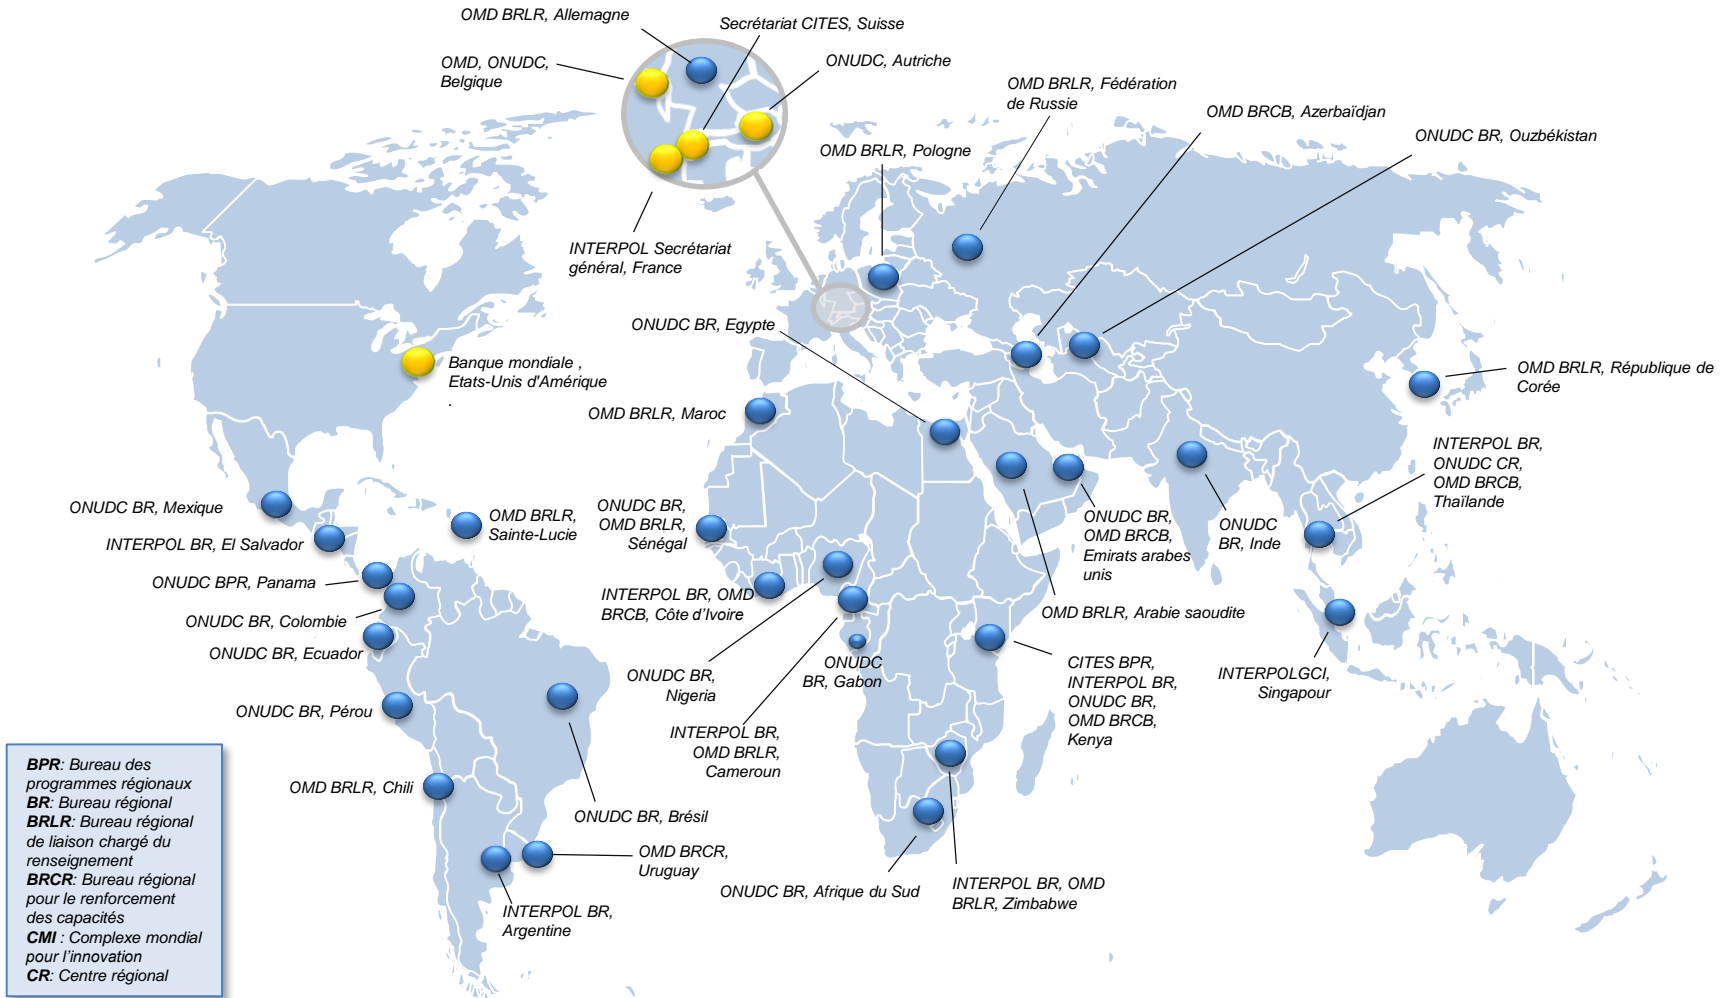 OMD BRLR, Allemagne
Secrétariat CITES, Suisse
OMD, ONUDC,
Belgique
ONUDC, Autriche
OMD BRLR, Fédération
de Russie
OMD BRCB, Azerbaïdjan
ONUDC BR, Ouzbékistan
OMD BRLR, Pologne
INTERPOL Secrétariat
général, France
ONUDC BR, Egypte
Banque mondiale ,
Etats-Unis d'Amérique
.
OMD BRLR, République de
Corée
OMD BRLR, Maroc
INTERPOL BR,
ONUDC CR,
OMD BRCB,
Thaïlande
ONUDC BR, Mexique
OMD BRLR,
Sainte-Lucie
ONUDC BR,
OMD BRLR,
Sénégal
ONUDC BR,
OMD BRCB,
Emirats arabes
unis
ONUDC
BR, Inde
INTERPOL BR, El Salvador
ONUDC BPR, Panama
INTERPOL BR, OMD
BRCB, Côte d'Ivoire
OMD BRLR, Arabie saoudite
ONUDC BR, Colombie
ONUDC BR, Ecuador
ONUDC BR,
Nigeria
ONUDC
BR, Gabon
CITES BPR,
INTERPOL BR,
ONUDC BR,
OMD BRCB,
Kenya
INTERPOLGCI,
Singapour
ONUDC BR, Pérou
INTERPOL BR,
OMD BRLR,
Cameroun
OMD BRLR, Chili
ONUDC BR, Brésil
OMD BRCR,
Uruguay
ONUDC BR, Afrique du Sud
INTERPOL BR, OMD
BRLR, Zimbabwe
INTERPOL BR,
Argentine
BPR: Bureau des
programmes régionaux
BR: Bureau régional
BRLR: Bureau régional
de liaison chargé du
renseignement
BRCR: Bureau régional
pour le renforcement
des capacités
CMI : Complexe mondial
pour l'innovation
CR: Centre régional